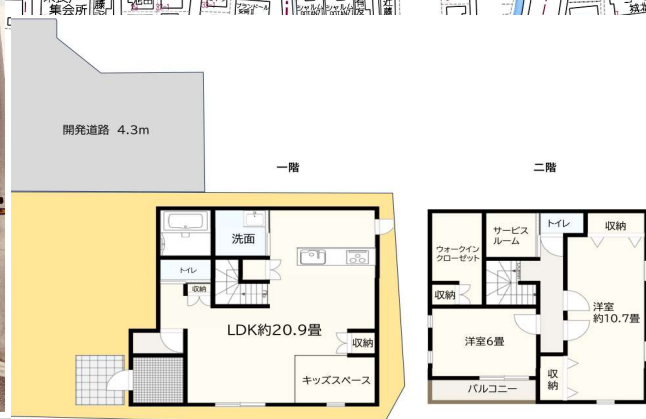 集会所
開発道路 4.3m
一階
二階
洗面
トイレ
収納
LDK約20.9畳
収納
キッズスペース
トイレ
収納
サービス
ルーム
ウォークイン
クローゼット
収納
洋室
約10.7畳
洋室6畳
収
納
バルコニー